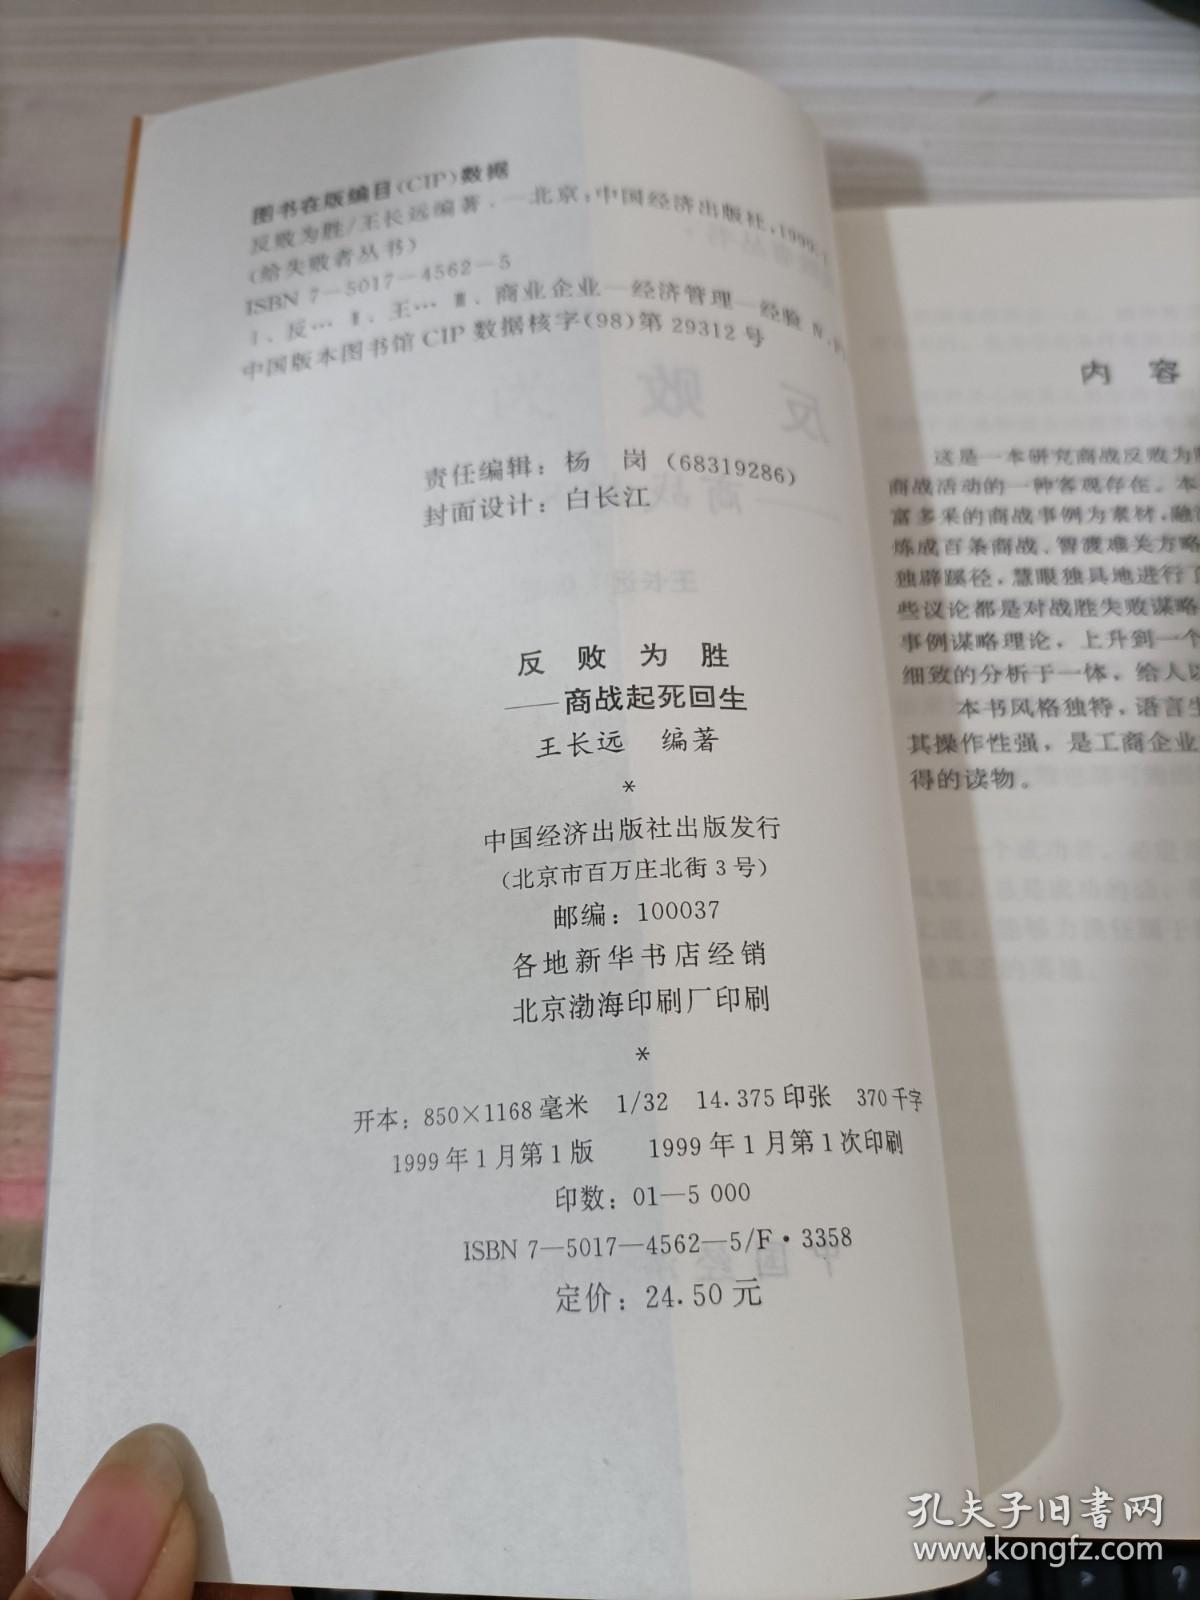 图书在版编目(CIP)数据
反败为胜/王长远编著.—北京:中国经济出版社,1999.1
(给失败者丛书)
ISBN 7—5017—4562—5
Ⅰ、反… Ⅱ、王… Ⅲ、商业企业—经济管理—经验 Ⅳ.
中国版本图书馆CIP数据核字(98)第29312号
责任编辑：杨 岗(68319286)
封面设计：白长江
反 败 为 胜
——商战起死回生
王长远 编著
*
中国经济出版社出版发行
(北京市百万庄北街3号)
邮编：100037
各地新华书店经销
北京渤海印刷厂印刷
*
开本：850×1168毫米 1/32 14.375印张 370千字
1999年1月第1版 1999年1月第1次印刷
印数：01—5 000
ISBN 7—5017—4562—5/F·3358
定价：24.50元
内 容
这是一本研究商战反败为
商战活动的一种客观存在。本
富多采的商战事例为素材，融
炼成百条商战、智渡难关方略
独辟蹊径，慧眼独具地进行了
些议论都是对战胜失败谋略
事例谋略理论，上升到一个
细致的分析于一体，给人以
本书风格独特，语言生
其操作性强，是工商企业
得的读物。
孔夫子旧书网
www.kongfz.com